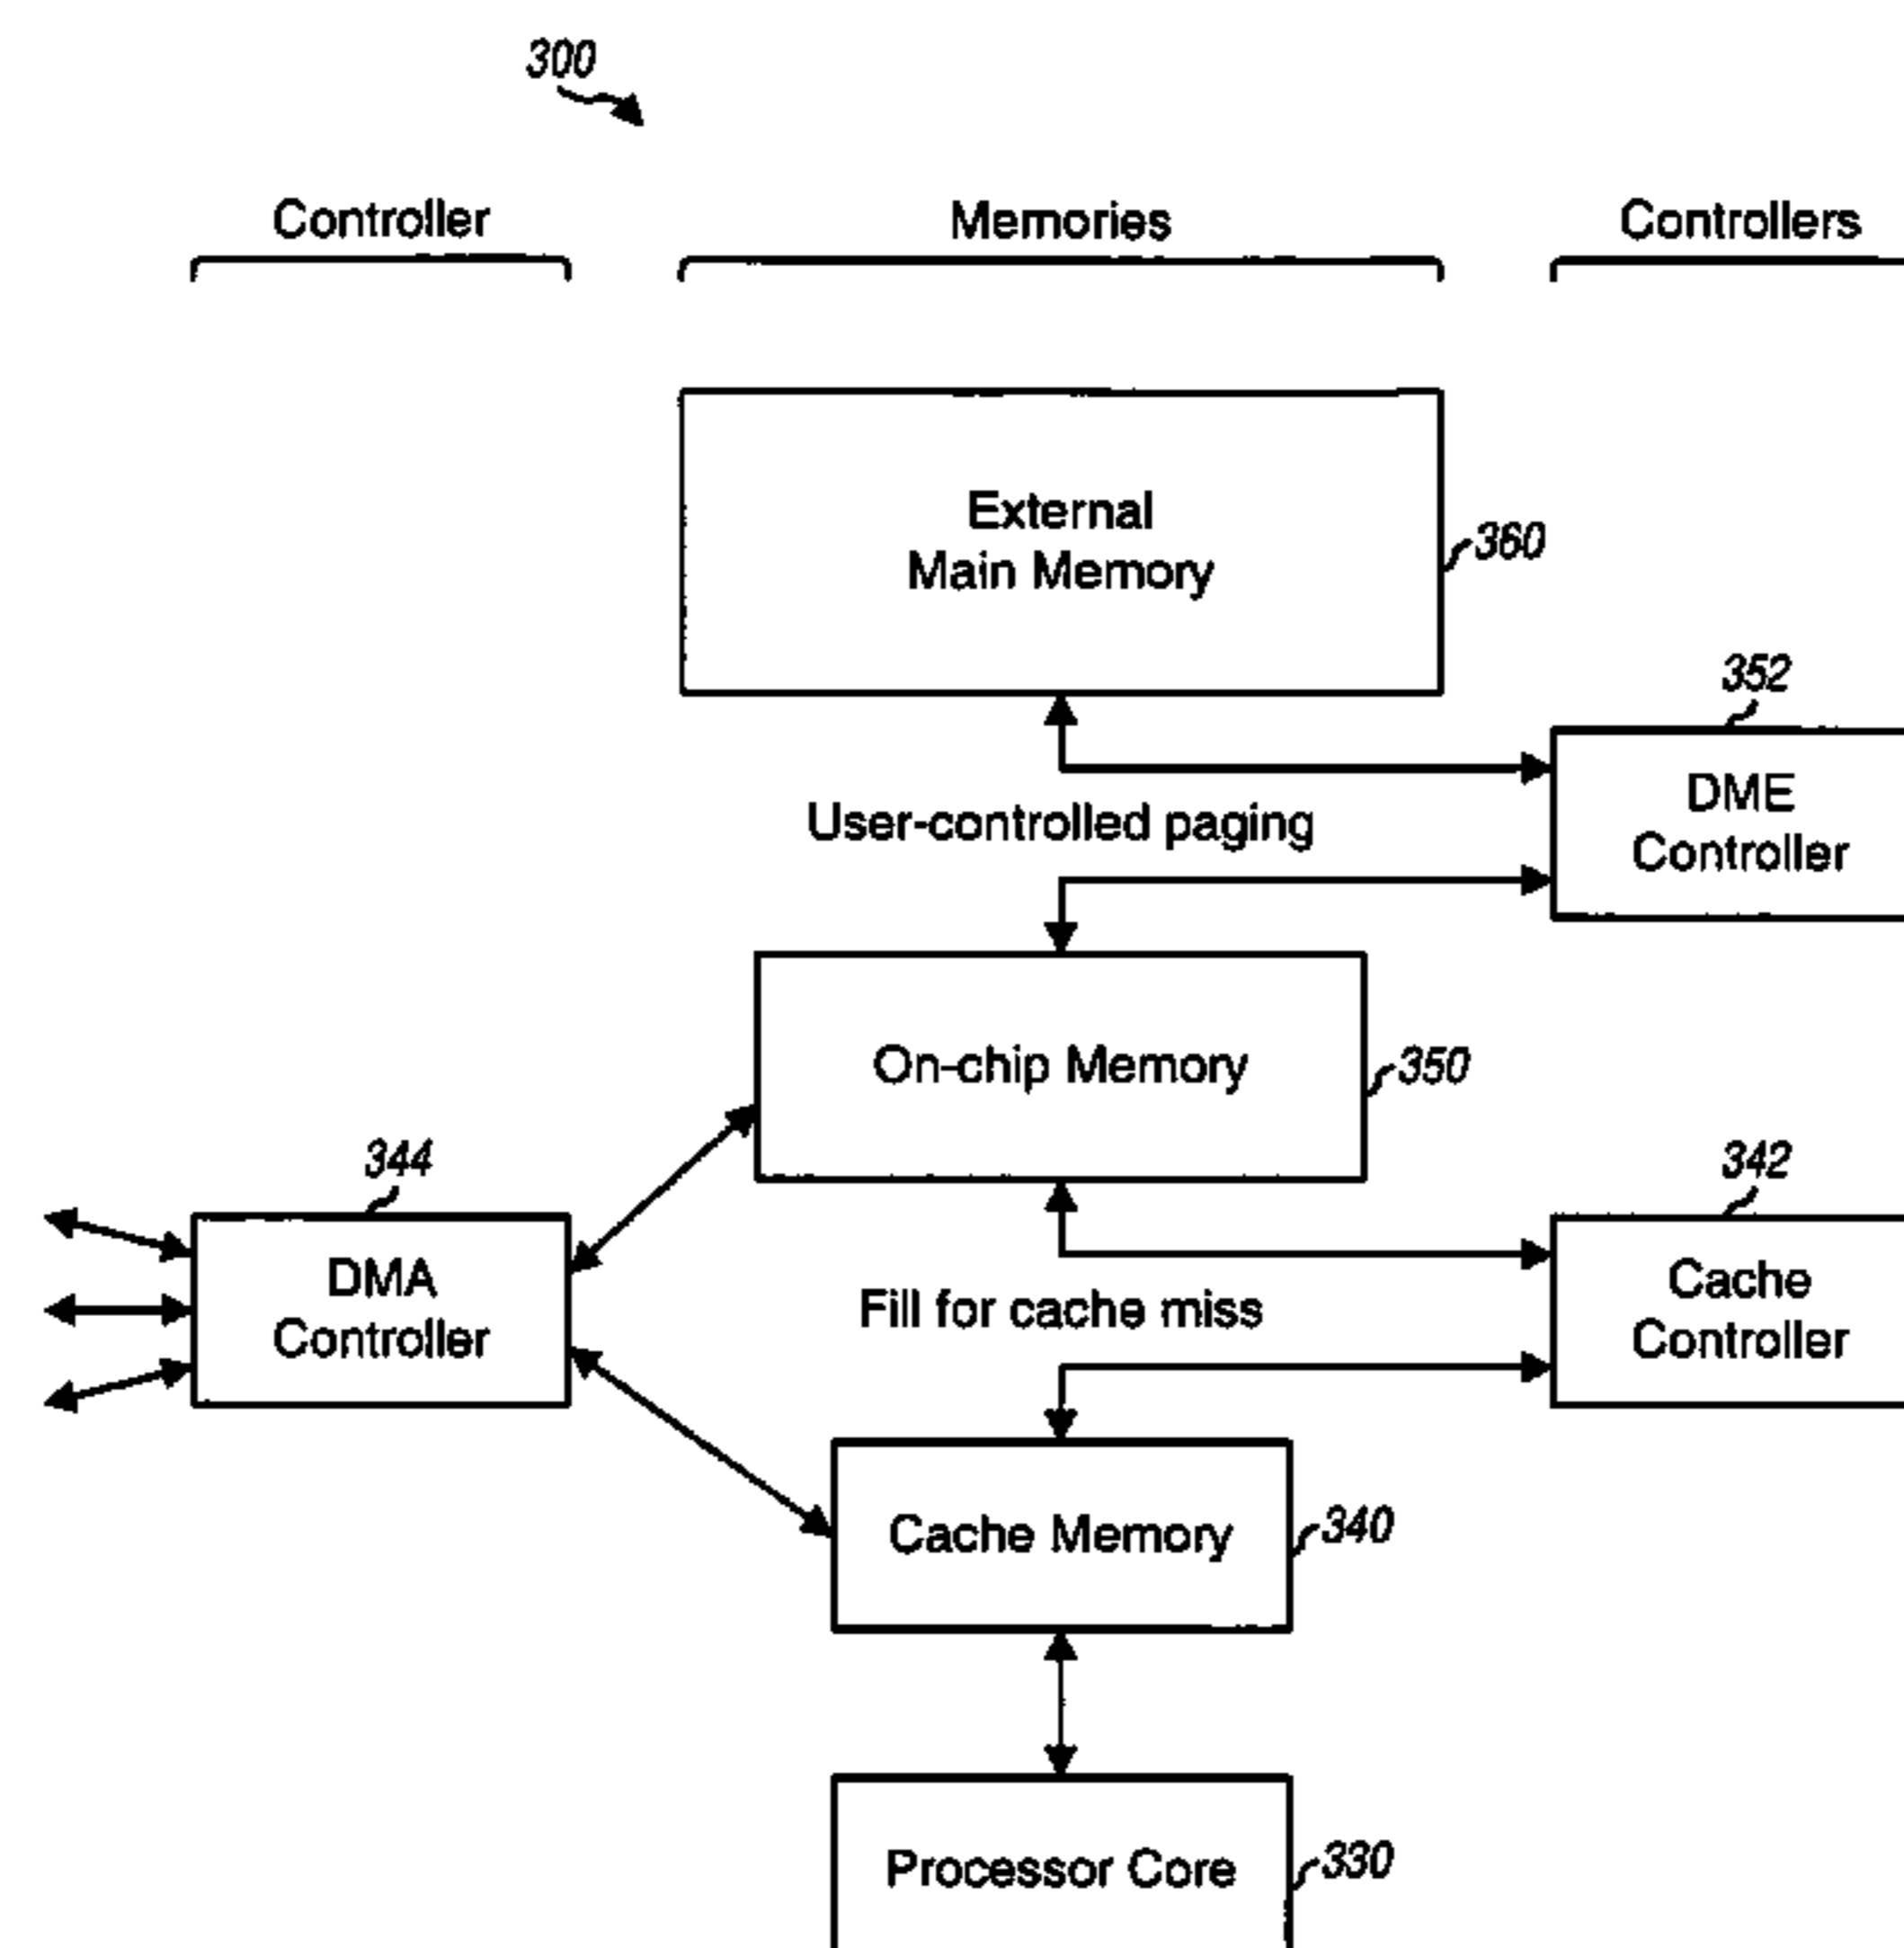 300
Controller
Memories
Controllers
External
Main Memory
360
352
DME
Controller
User-controlled paging
On-chip Memory
350
344
DMA
Controller
342
Cache
Controller
Fill for cache miss
Cache Memory
340
Processor Core
330